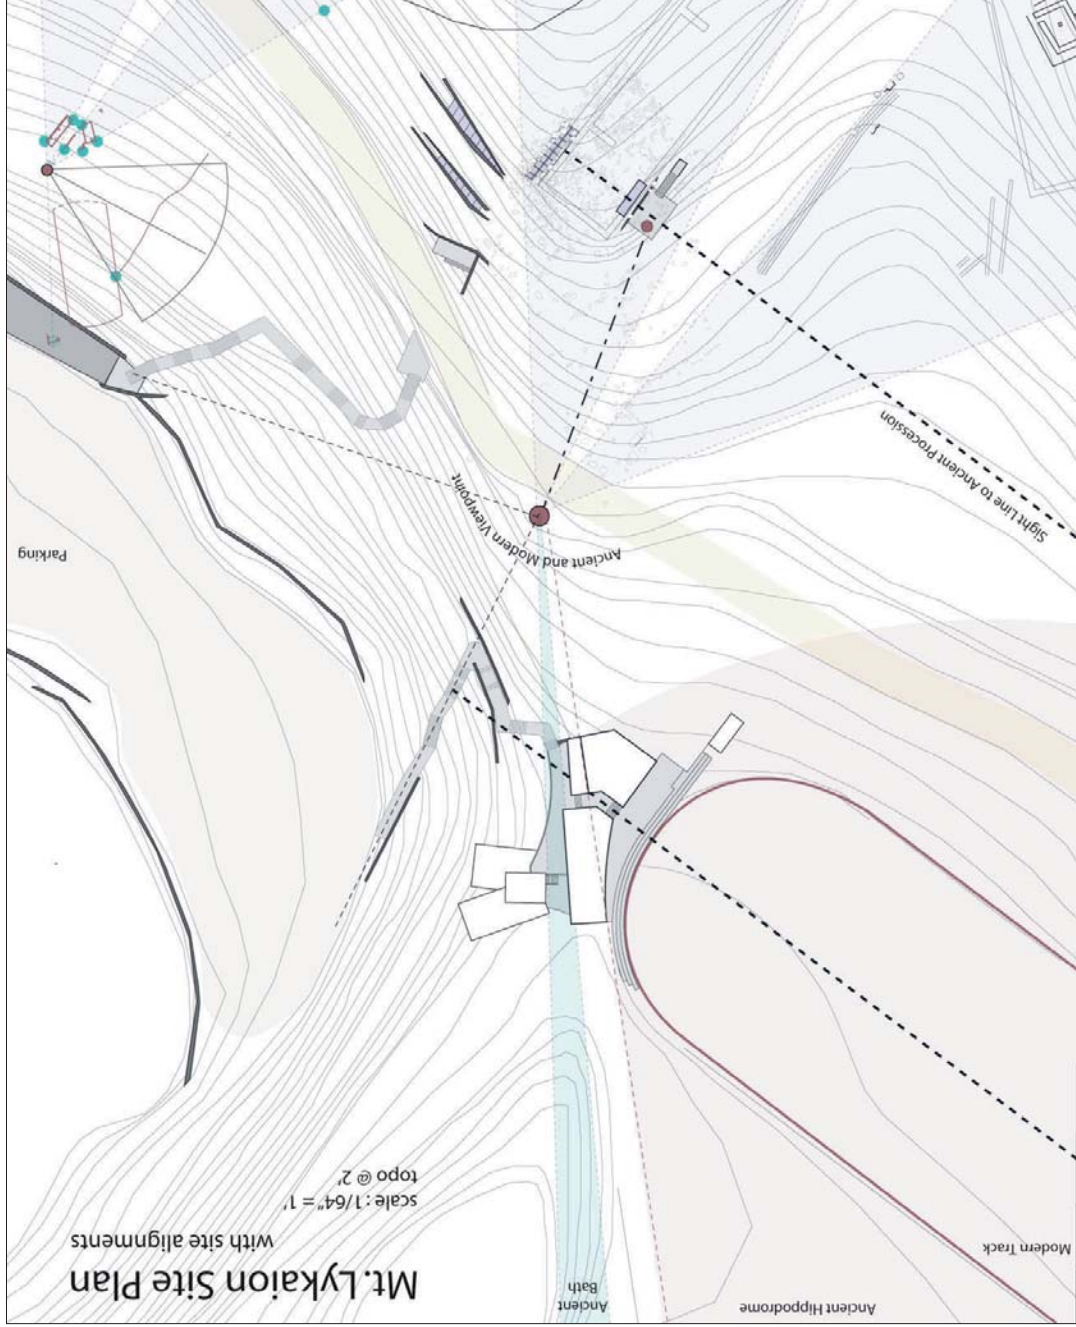 Mt.Lykaion Site Plan
with site alignments
scale : 1/64" = 1'
topo @ 2'
Ancient Hippodrome
Ancient
Bath
Modern Track
Parking
Ancient and Modern Viewpoint
Sight Line to Ancient Procession